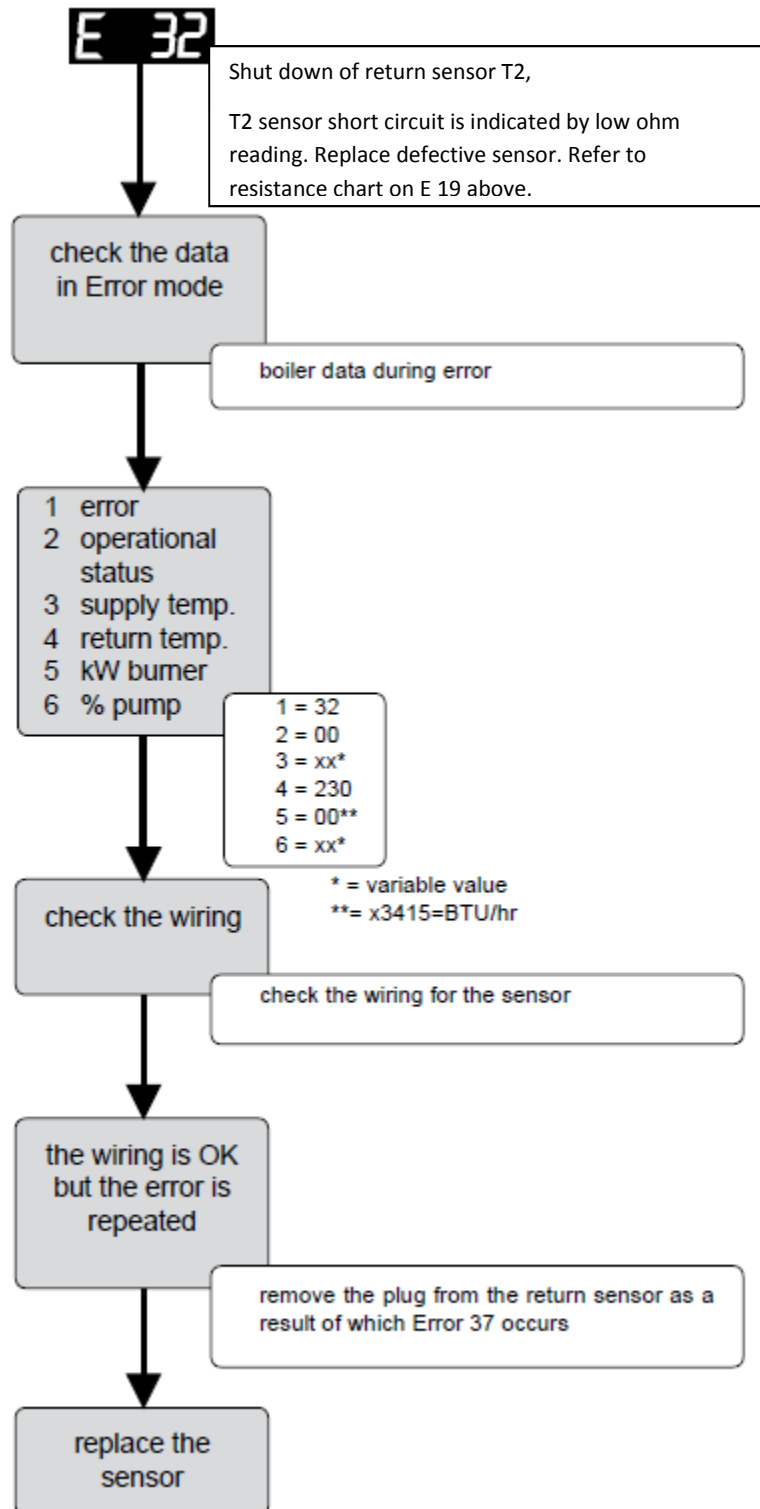 E 32
Shut down of return sensor T2,
T2 sensor short circuit is indicated by low ohm
reading. Replace defective sensor. Refer to
resistance chart on E 19 above.
check the data
in Error mode
boiler data during error
1 error
2 operational
status
3 supply temp.
4 return temp.
5 kW burner
6 % pump
1 = 32
2 = 00
3 = xx*
4 = 230
5 = 00**
6 = xx*
* = variable value
**= x3415=BTU/hr
check the wiring
check the wiring for the sensor
the wiring is OK
but the error is
repeated
remove the plug from the return sensor as a
result of which Error 37 occurs
replace the
sensor